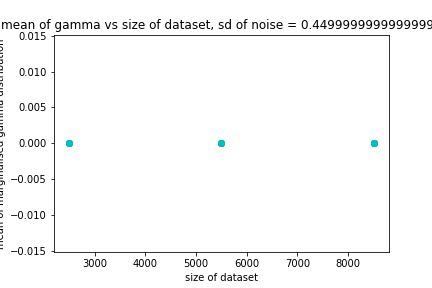 mean of gamma vs size of dataset, sd of noise = 0.4499999999999999
mean of marginalised gamma distribution
0.015
0.010
0.005
0.000
−0.005
−0.010
−0.015
3000 4000 5000 6000 7000 8000
size of dataset